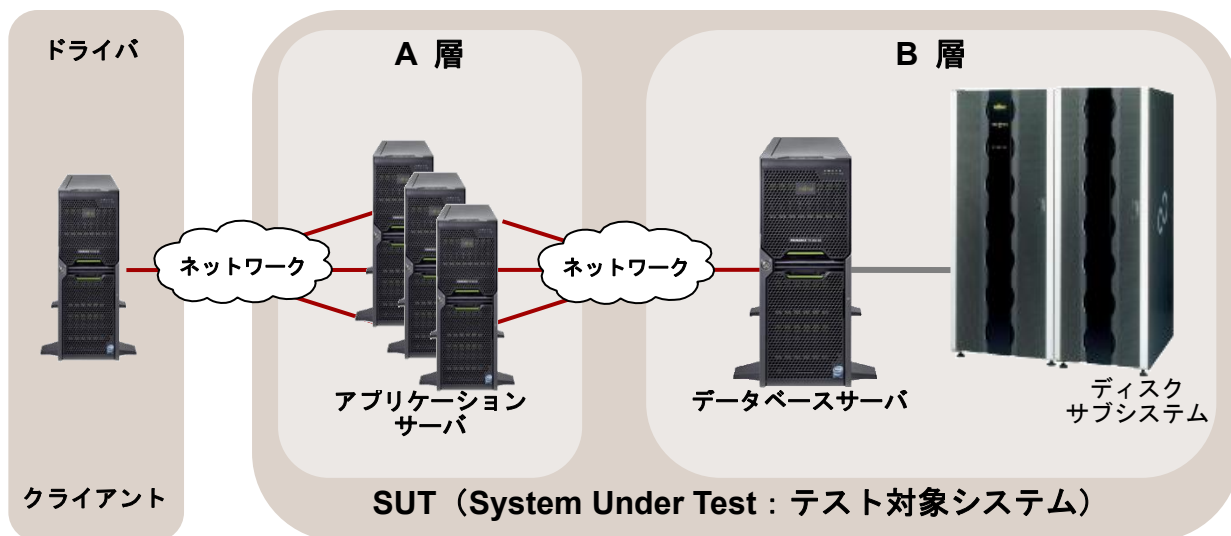 ドライバ
A 層
B 層
ネットワーク
ネットワーク
アプリケーション
サーバ
データベースサーバ
ディスク
サブシステム
クライアント
SUT（System Under Test：テスト対象システム）